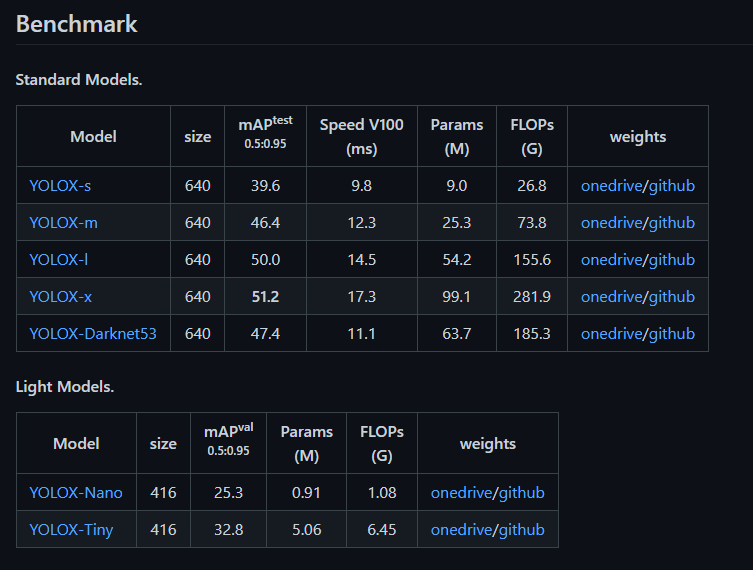 Benchmark
Standard Models.
Model size mAPtest 0.5:0.95 Speed V100 (ms) Params (M) FLOPs (G) weights
YOLOX-s 640 39.6 9.8 9.0 26.8 onedrive/github
YOLOX-m 640 46.4 12.3 25.3 73.8 onedrive/github
YOLOX-l 640 50.0 14.5 54.2 155.6 onedrive/github
YOLOX-x 640 51.2 17.3 99.1 281.9 onedrive/github
YOLOX-Darknet53 640 47.4 11.1 63.7 185.3 onedrive/github
Light Models.
Model size mAPval 0.5:0.95 Params (M) FLOPs (G) weights
YOLOX-Nano 416 25.3 0.91 1.08 onedrive/github
YOLOX-Tiny 416 32.8 5.06 6.45 onedrive/github